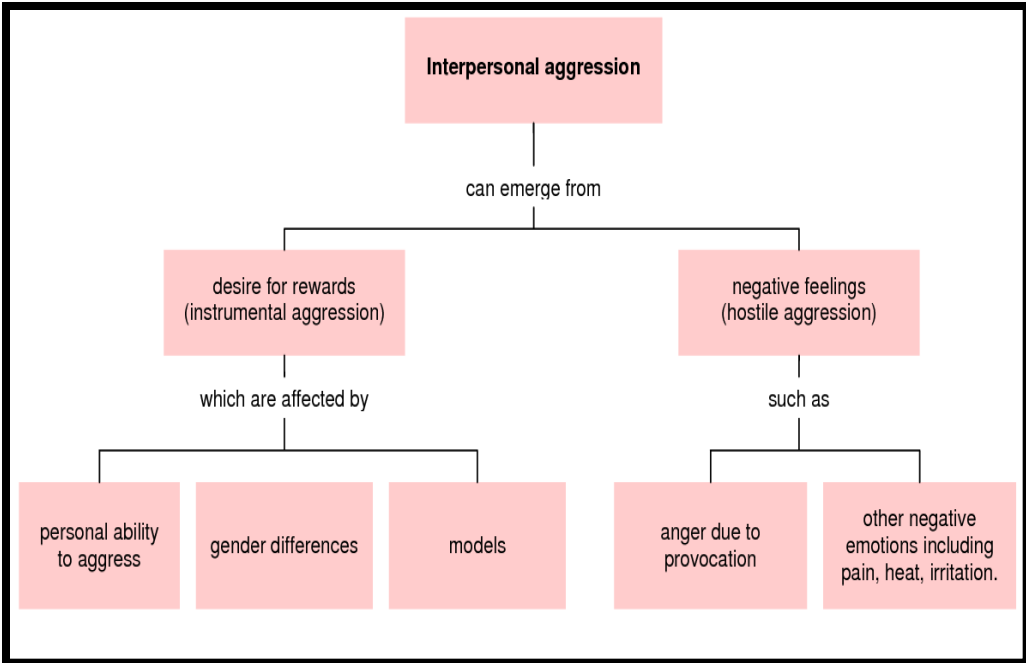 Interpersonal aggression
can emerge from
desire for rewards
(instrumental aggression)
negative feelings
(hostile aggression)
which are affected by
such as
personal ability
to aggress
gender differences
models
anger due to
provocation
other negative
emotions including
pain, heat, irritation.